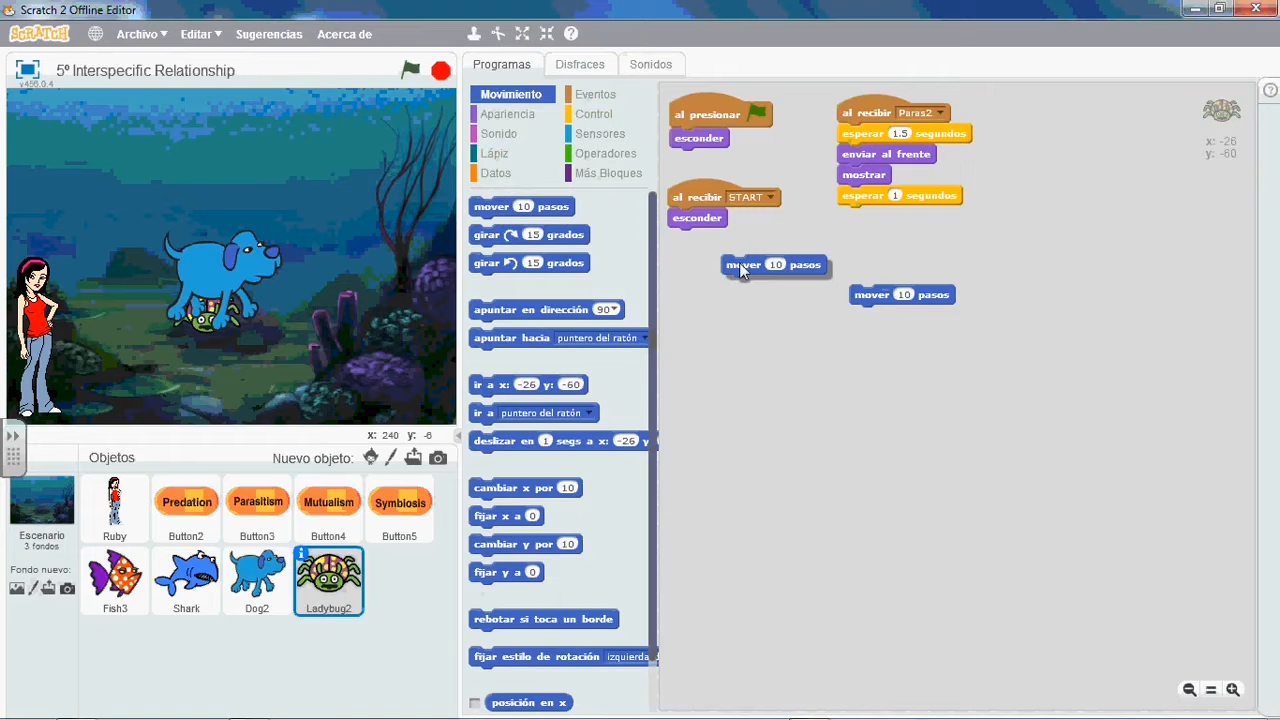 Scratch 2 Offline Editor
SCRATCH Archivo Editar Sugerencias Acerca de
v456.0.4 5º Interspecific Relationship
Programas Disfraces Sonidos
Movimiento Eventos
Apariencia Control
Sonido Sensores
Lápiz Operadores
Datos Más Bloques
mover 10 pasos
girar 15 grados
girar 15 grados
apuntar en dirección 90
apuntar hacia puntero del ratón
ir a x: -26 y: -60
ir a puntero del ratón
deslizar en 1 segs a x: -26 y
cambiar x por 10
fijar x a 0
cambiar y por 10
fijar y a 0
rebotar si toca un borde
fijar estilo de rotación izquierda
posición en x
al presionar
esconder
al recibir START
esconder
mover 10 pasos
al recibir Paras2
esperar 1.5 segundos
enviar al frente
mostrar
esperar 1 segundos
mover 10 pasos
x: -26
y: -60
x: 240 y: -6
Objetos Nuevo objeto:
Escenario
3 fondos
Fondo nuevo:
Ruby
Predation
Button2
Parasitism
Button3
Mutualism
Button4
Symbiosis
Button5
Fish3
Shark
Dog2
Ladybug2